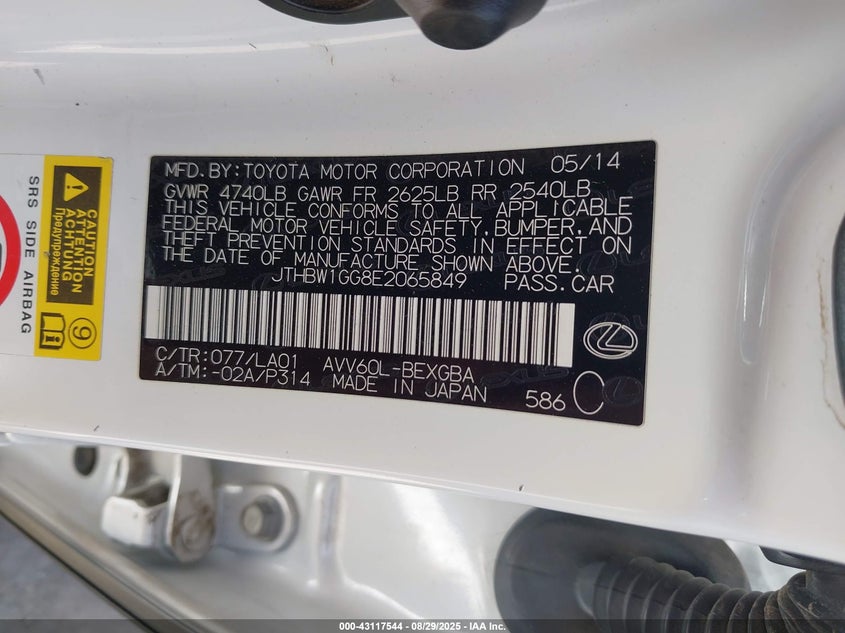 MFD.BY:TOYOTA MOTOR CORPORATION 05/14
GVWR 4740LB GAWR FR 2625LB RR 2540LB
THIS VEHICLE CONFORMS TO ALL APPLICABLE
FEDERAL MOTOR VEHICLE SAFETY,BUMPER,AND
THEFT PREVENTION STANDARDS IN EFFECT ON
THE DATE OF MANUFACTURE SHOWN ABOVE.
JTHBW1GG8E2065849 PASS.CAR
C/TR:077/LA01 AVV60L-BEXGBA
A/TM:-02A/P314 MADE IN JAPAN 586
SRS SIDE AIRBAG
CAUTION
ATTENTION
ACHTUNG
Предупреждение
9
000-43117544 | 08/29/2025 | IAA Inc.